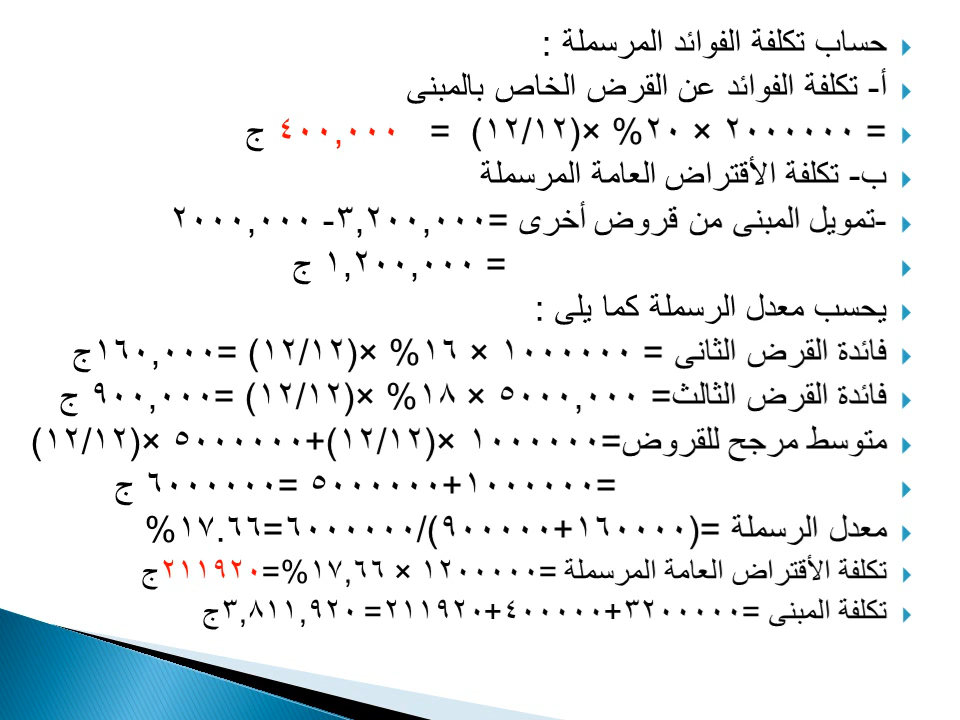 حساب تكلفة الفوائد المرسملة :
أ- تكلفة الفوائد عن القرض الخاص بالمبنى
= ٢٠٠٠٠٠٠ × ٢٠% ×(١٢/١٢) = ٤٠٠,٠٠٠ ج
ب- تكلفة الأقتراض العامة المرسملة
-تمويل المبنى من قروض أخرى =٣,٢٠٠,٠٠٠- ٢٠٠٠,٠٠٠
= ١,٢٠٠,٠٠٠ ج
يحسب معدل الرسملة كما يلى :
فائدة القرض الثانى = ١٠٠٠٠٠٠ × ١٦% ×(١٢/١٢) =١٦٠,٠٠٠ج
فائدة القرض الثالث= ٥٠٠٠,٠٠٠ × ١٨% ×(١٢/١٢) =٩٠٠,٠٠٠ ج
متوسط مرجح للقروض=١٠٠٠٠٠٠ ×(١٢/١٢)+٥٠٠٠٠٠٠ ×(١٢/١٢)
=١٠٠٠٠٠٠+٥٠٠٠٠٠٠ =٦٠٠٠٠٠٠ ج
معدل الرسملة =(١٦٠٠٠٠+٩٠٠٠٠٠)/٦٠٠٠٠٠٠=١٧.٦٦%
تكلفة الأقتراض العامة المرسملة =١٢٠٠٠٠٠ × ١٧,٦٦%=٢١١٩٢٠ج
تكلفة المبنى =٣٢٠٠٠٠٠+٤٠٠٠٠٠+٢١١٩٢٠=٣,٨١١,٩٢٠ج